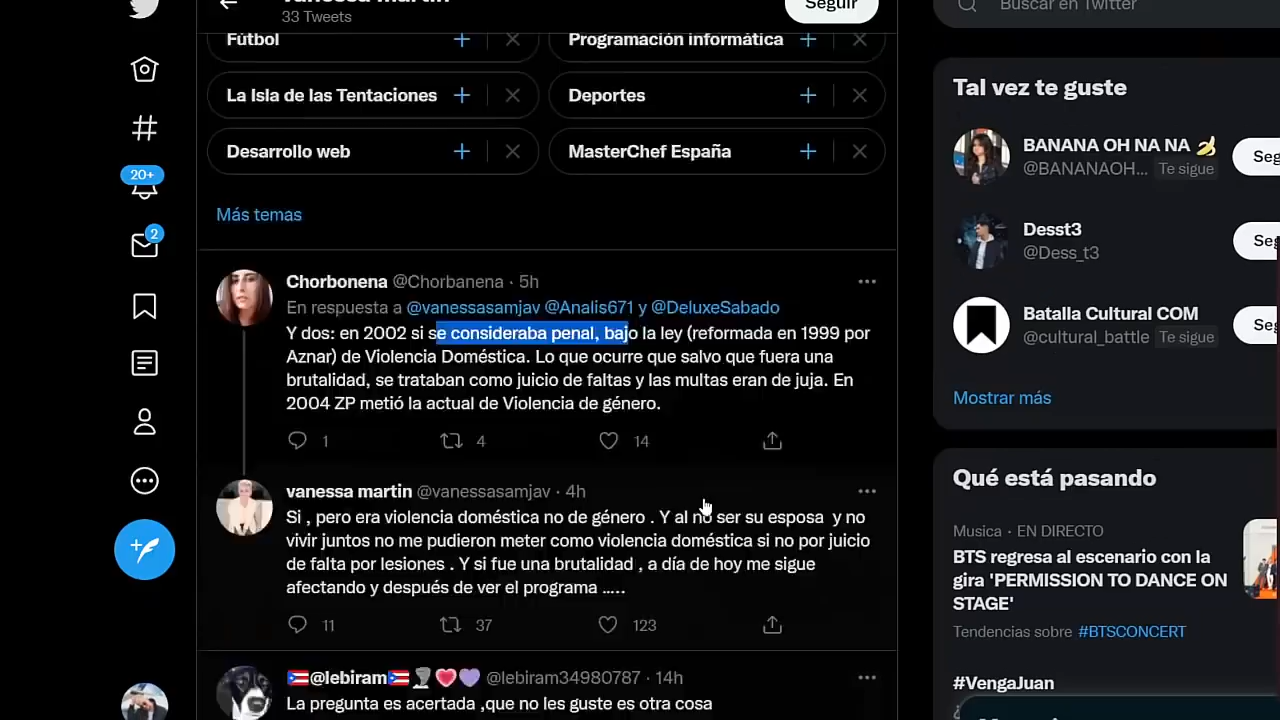 33 Tweets
Seguir
Buscar en Twitter
Fútbol
Programación informática
La Isla de las Tentaciones
Deportes
Desarrollo web
MasterChef España
Más temas
20+
2
Chorbonena @Chorbanena · 5h
En respuesta a @vanessasamjav @Analis671 y @DeluxeSabado
Y dos: en 2002 si se consideraba penal, bajo la ley (reformada en 1999 por
Aznar) de Violencia Doméstica. Lo que ocurre que salvo que fuera una
brutalidad, se trataban como juicio de faltas y las multas eran de juja. En
2004 ZP metió la actual de Violencia de género.
1 4 14
vanessa martin @vanessasamjav · 4h
Si , pero era violencia doméstica no de género . Y al no ser su esposa y no
vivir juntos no me pudieron meter como violencia doméstica si no por juicio
de falta por lesiones . Y si fue una brutalidad , a día de hoy me sigue
afectando y después de ver el programa .....
11 37 123
@lebiram @lebiram34980787 · 14h
La pregunta es acertada ,que no les guste es otra cosa
Tal vez te guste
BANANA OH NA NA
@BANANAOH... Te sigue
Seg
Desst3
@Dess_t3
Seg
Batalla Cultural COM
@cultural_battle Te sigue
Seg
Mostrar más
Qué está pasando
Musica · EN DIRECTO
BTS regresa al escenario con la
gira 'PERMISSION TO DANCE ON
STAGE'
Tendencias sobre #BTSCONCERT
#VengaJuan